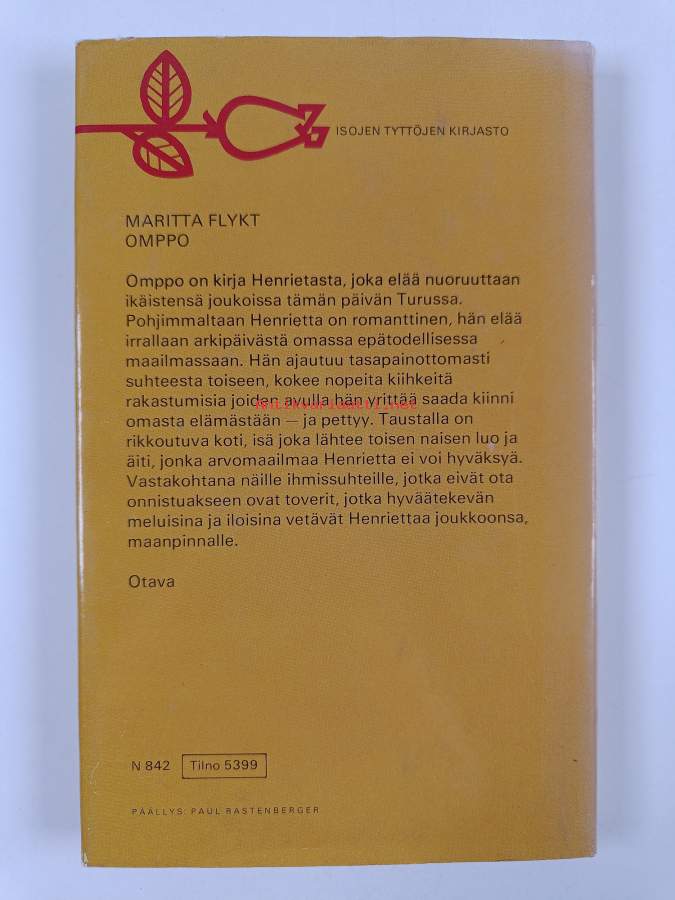 ISOJEN TYTTÖJEN KIRJASTO
MARITTA FLYKT
OMPPO
Omppo on kirja Henrietasta, joka elää nuoruuttaan
ikäistensä joukoissa tämän päivän Turussa.
Pohjimmaltaan Henrietta on romanttinen, hän elää
irrallaan arkipäivästä omassa epätodellisessa
maailmassaan. Hän ajautuu tasapainottomasti
suhteesta toiseen, kokee nopeita kiihkeitä
rakastumisia joiden avulla hän yrittää saada kiinni
antikvariaatti.net
omasta elämästään — ja pettyy. Taustalla on
rikkoutuva koti, isä joka lähtee toisen naisen luo ja
äiti, jonka arvomaailmaa Henrietta ei voi hyväksyä.
Vastakohtana näille ihmissuhteille, jotka eivät ota
onnistuakseen ovat toverit, jotka hyväätekevän
meluisina ja iloisina vetävät Henriettaa joukkoonsa,
maanpinnalle.
Otava
N 842 Tilno 5399
PÄÄLLYS: PAUL RASTENBERGER